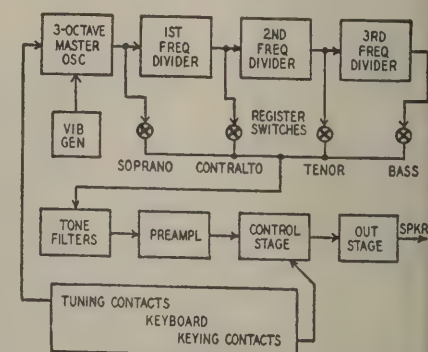 3-OCTAVE
MASTER
OSC
1ST
FREQ
DIVIDER
2ND
FREQ
DIVIDER
3RD
FREQ
DIVIDER
VIB
GEN
REGISTER
SWITCHES
SOPRANO
CONTRALTO
TENOR
BASS
TONE
FILTERS
PREAMPL
CONTROL
STAGE
OUT
STAGE
SPKR
TUNING CONTACTS
KEYBOARD
KEYING CONTACTS